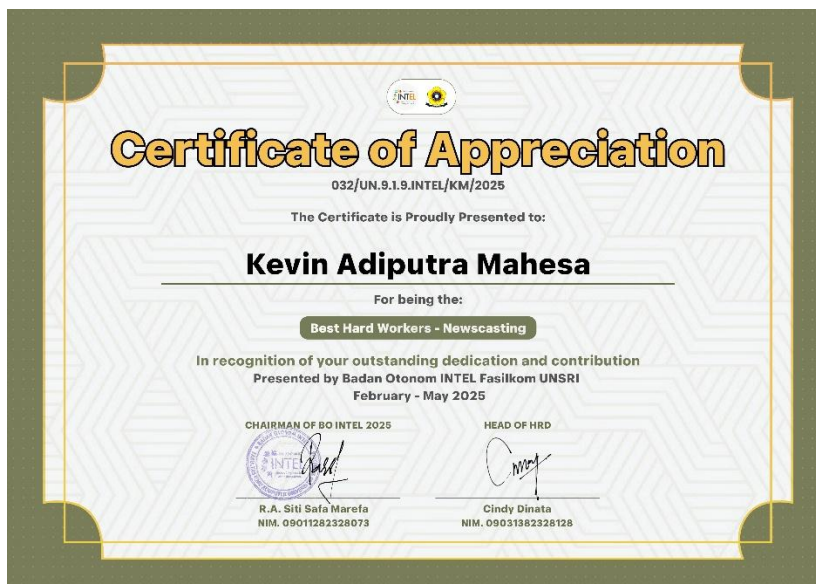 INTEL
Certificate of Appreciation
032/UN.9.1.9.INTEL/KM/2025
The Certificate is Proudly Presented to:
Kevin Adiputra Mahesa
For being the:
Best Hard Workers - Newscasting
In recognition of your outstanding dedication and contribution
Presented by Badan Otonom INTEL Fasilkom UNSRI
February - May 2025
CHAIRMAN OF BO INTEL 2025
HEAD OF HRD
INTEL
R.A. Siti Safa Marefa
Cindy Dinata
NIM. 09011282328073
NIM. 09031382328128